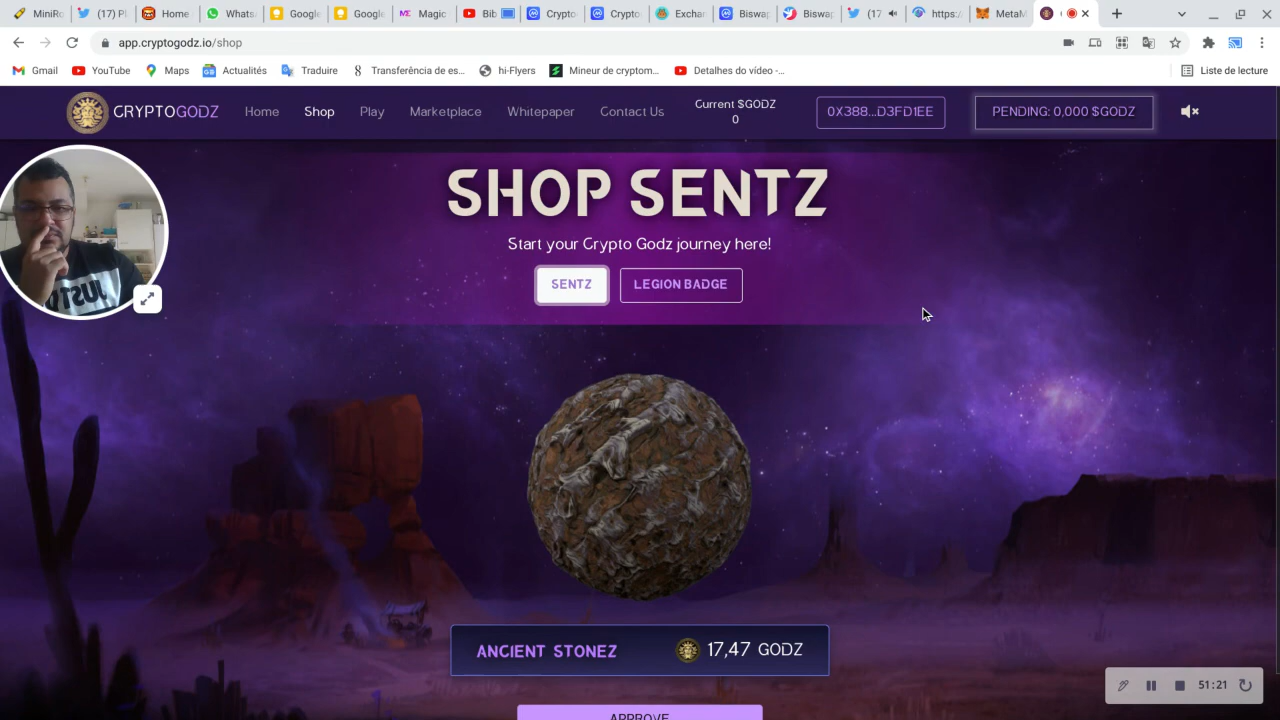 MiniRo
(17) P
Home
Whats
Google
Google
ME Magic
Bib
Crypto
Crypto
Exchar
Biswap
Biswap
(17
https:
MetaM
app.cryptogodz.io/shop
Gmail
YouTube
Maps
Actualités
Traduire
Transferência de es...
hi-Flyers
Mineur de cryptom...
Detalhes do vídeo -...
Liste de lecture
CRYPTOGODZ
Home
Shop
Play
Marketplace
Whitepaper
Contact Us
Current $GODZ
0
0X388...D3FD1EE
PENDING: 0,000 $GODZ
SHOP SENTZ
Start your Crypto Godz journey here!
SENTZ
LEGION BADGE
ANCIENT STONEZ
17,47 GODZ
APPROVE
51:21